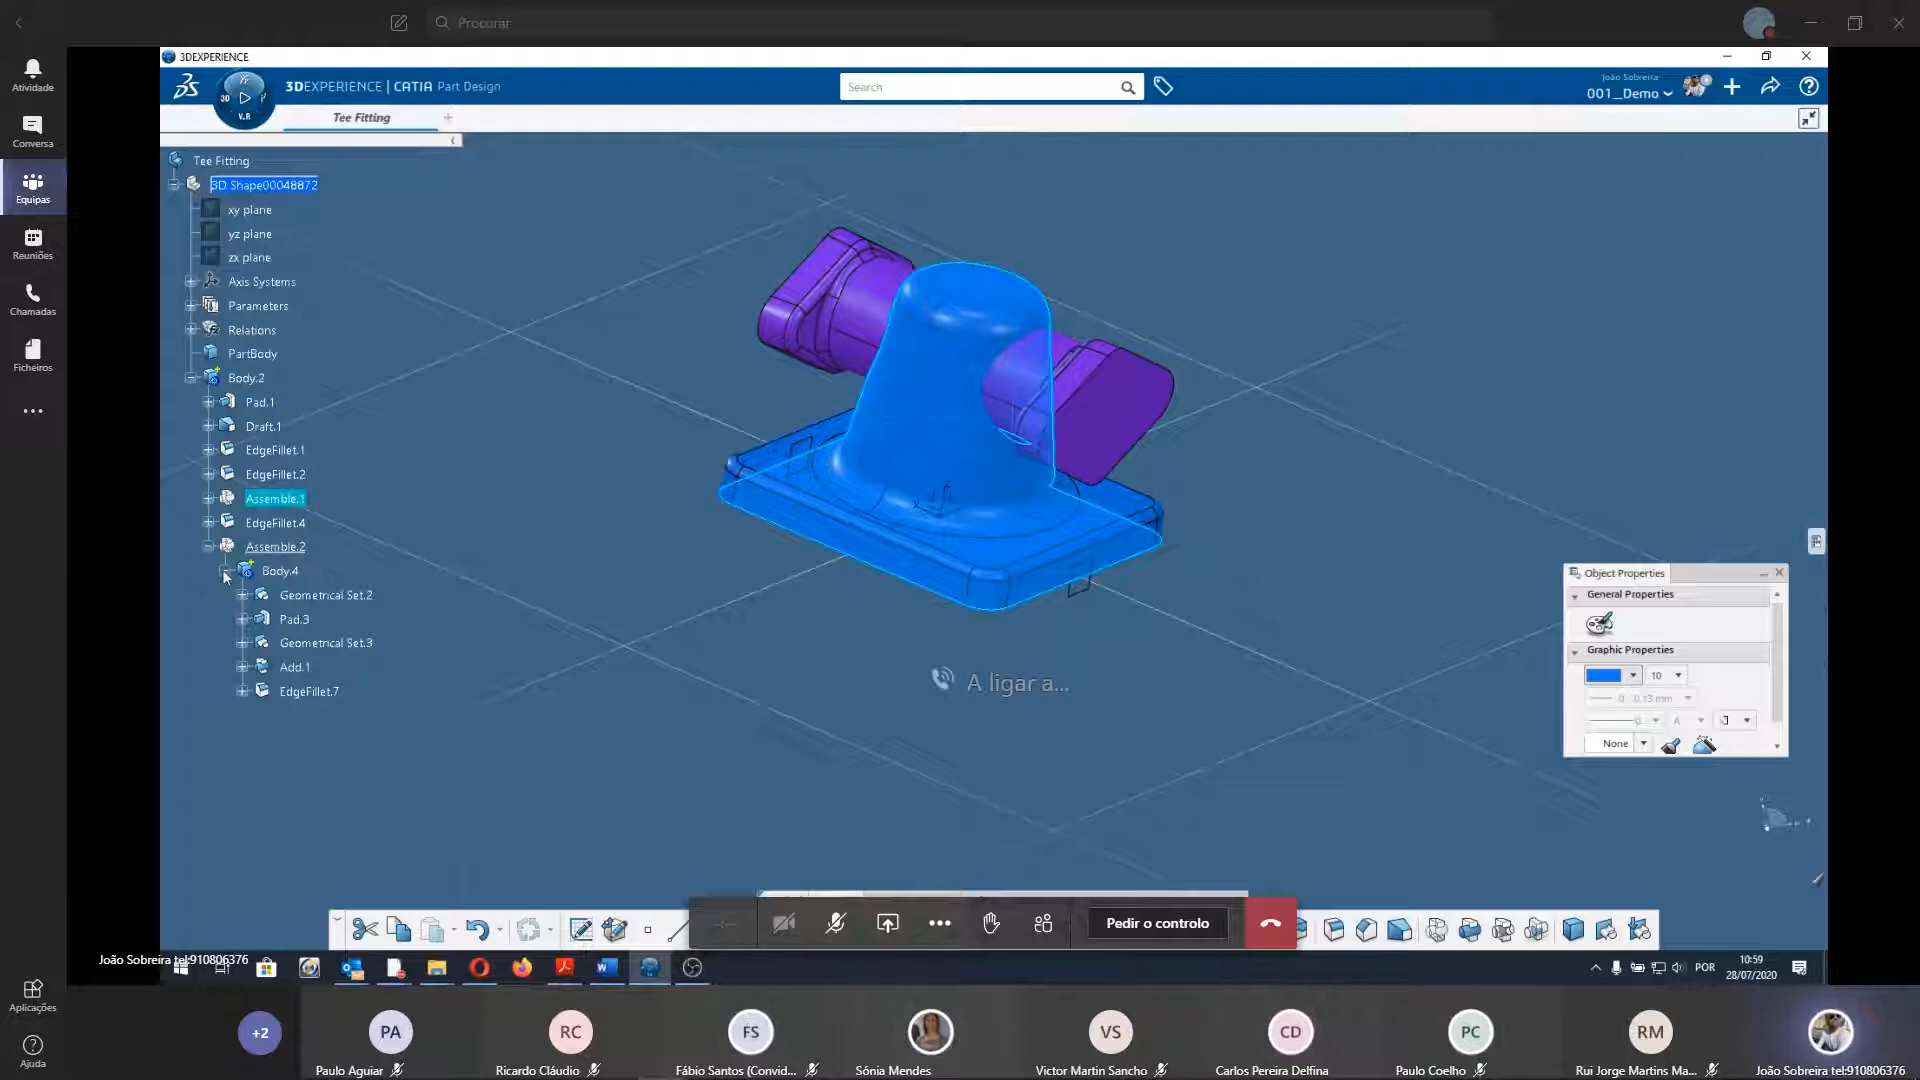 Procurar
3DEXPERIENCE
3DEXPERIENCE | CATIA Part Design
Search
João Sobreira
001_Demo
3D
V.R
Tee Fitting
Atividade
Conversa
Equipas
Reuniões
Chamadas
Ficheiros
Aplicações
Ajuda
Tee Fitting
3D Shape00048872
xy plane
yz plane
zx plane
Axis Systems
Parameters
Relations
PartBody
Body.2
Pad.1
Draft.1
EdgeFillet.1
EdgeFillet.2
Assemble.1
EdgeFillet.4
Assemble.2
Body.4
Geometrical Set.2
Pad.3
Geometrical Set.3
Add.1
EdgeFillet.7
A ligar a...
Object Properties
General Properties
Graphic Properties
10
0 0.13 mm
None
Pedir o controlo
João Sobreira tel:910806376
POR
10:59
28/07/2020
+2
PA
RC
FS
VS
CD
PC
RM
Paulo Aguiar
Ricardo Cláudio
Fábio Santos (Convid...
Sónia Mendes
Victor Martin Sancho
Carlos Pereira Delfina
Paulo Coelho
Rui Jorge Martins Ma...
João Sobreira tel:910806376